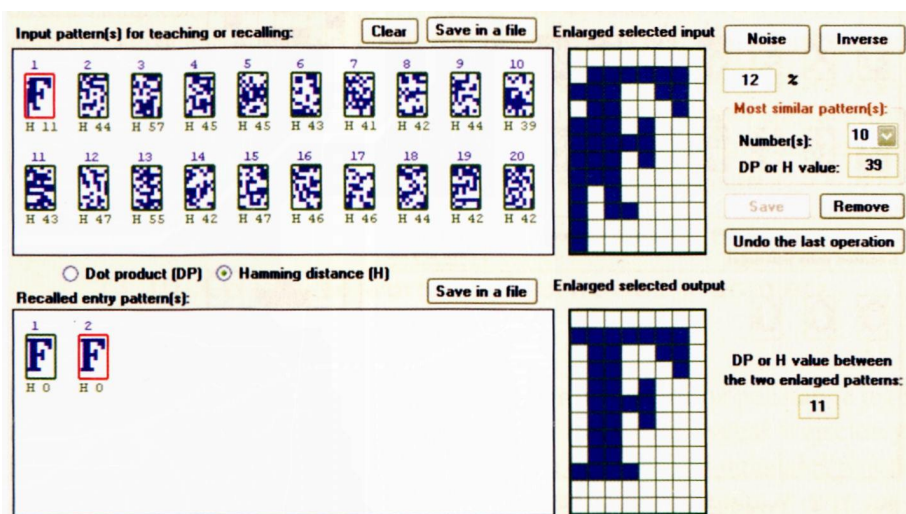 Input pattern(s) for teaching or recalling:
Clear
Save in a file
1 2 3 4 5 6 7 8 9 10
H 11 H 44 H 57 H 45 H 45 H 43 H 41 H 42 H 44 H 39
11 12 13 14 15 16 17 18 19 20
H 43 H 47 H 55 H 42 H 47 H 46 H 46 H 44 H 42 H 42
Enlarged selected input
Noise
Inverse
12 %
Most similar pattern(s):
Number(s): 10
DP or H value: 39
Save
Remove
Undo the last operation
Dot product (DP)
Hamming distance (H)
Recalled entry pattern(s):
Save in a file
1 2
F F
H 0 H 0
Enlarged selected output
F
DP or H value between
the two enlarged patterns:
11